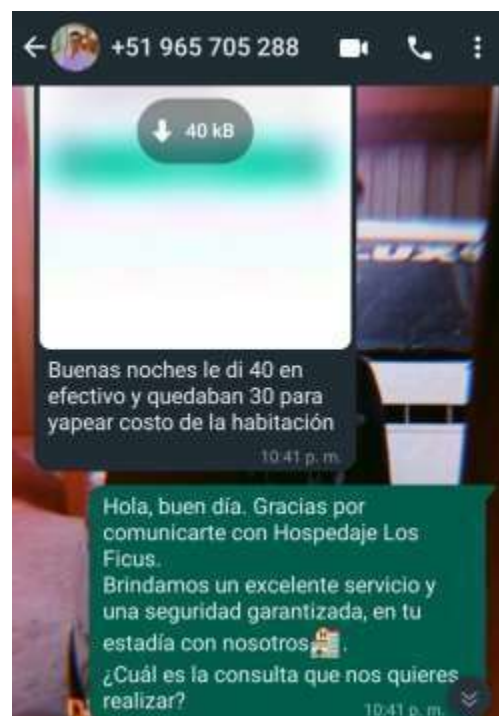 +51 965 705 288
40 kB
Buenas noches le di 40 en
efectivo y quedaban 30 para
yapear costo de la habitación
10:41 p. m.
Hola, buen día. Gracias por
comunicarte con Hospedaje Los
Ficus.
Brindamos un excelente servicio y
una seguridad garantizada, en tu
estadía con nosotros🏨.
¿Cuál es la consulta que nos quieres
realizar?
10:41 p. m.